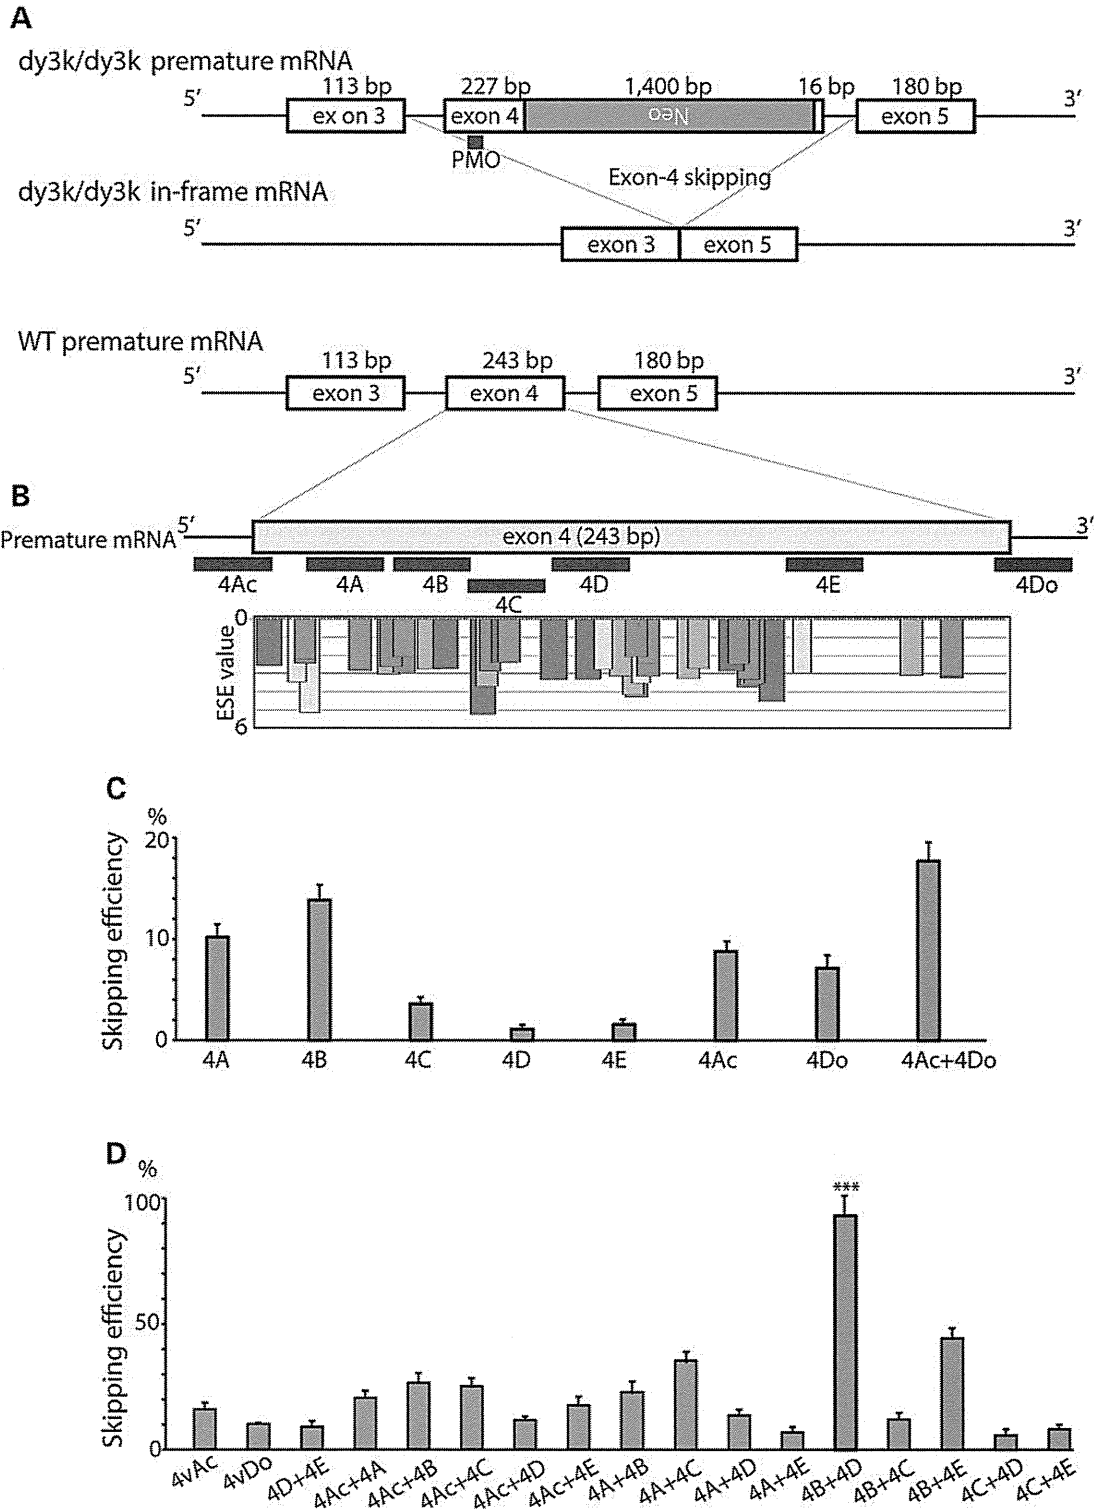 A
dy3k/dy3k premature mRNA
113 bp 227 bp 1,400 bp 16 bp 180 bp
5′ ex on 3 exon 4 Neo exon 5 3′
PMO
Exon-4 skipping
dy3k/dy3k in-frame mRNA
5′ exon 3 exon 5 3′
WT premature mRNA
113 bp 243 bp 180 bp
5′ exon 3 exon 4 exon 5 3′
B
Premature mRNA 5′ exon 4 (243 bp) 3′
4Ac 4A 4B 4C 4D 4E 4Do
0
ESE value
6
C
%
20
Skipping efficiency
10
0
4A 4B 4C 4D 4E 4Ac 4Do 4Ac+4Do
D
%
***
100
Skipping efficiency
50
0
4vAc 4vDo 4D+4E 4Ac+4A 4Ac+4B 4Ac+4C 4Ac+4D 4Ac+4E 4A+4B 4A+4C 4A+4D 4A+4E 4B+4D 4B+4C 4B+4E 4C+4D 4C+4E